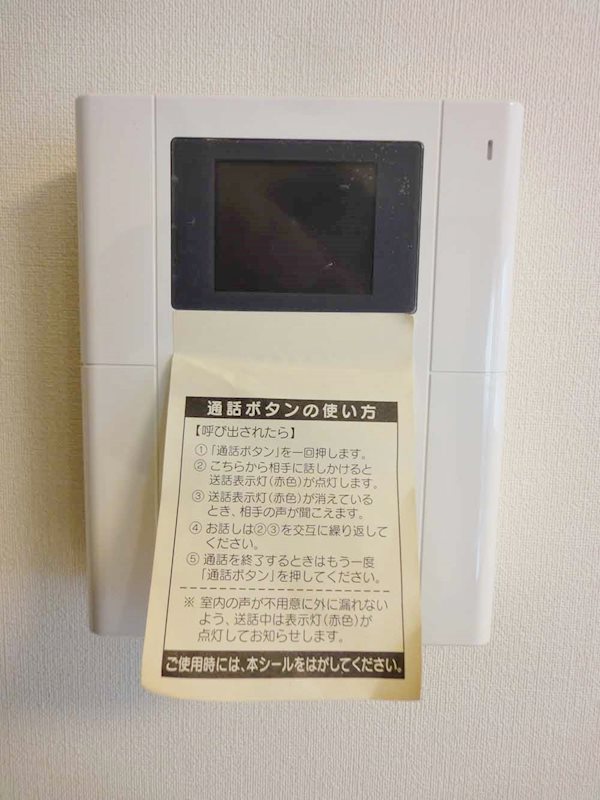 通話ボタンの使い方
【呼び出されたら】
①「通話ボタン」を一回押します。
② こちらから相手に話しかけると
送話表示灯(赤色)が点灯します。
③ 送話表示灯(赤色)が消えている
とき、相手の声が聞こえます。
④ お話しは②③を交互に繰り返して
ください。
⑤ 通話を終了するときはもう一度
「通話ボタン」を押してください。
※ 室内の声が不用意に外に漏れない
よう、送話中は表示灯(赤色)が
点灯してお知らせします。
ご使用時には、本シールをはがしてください。